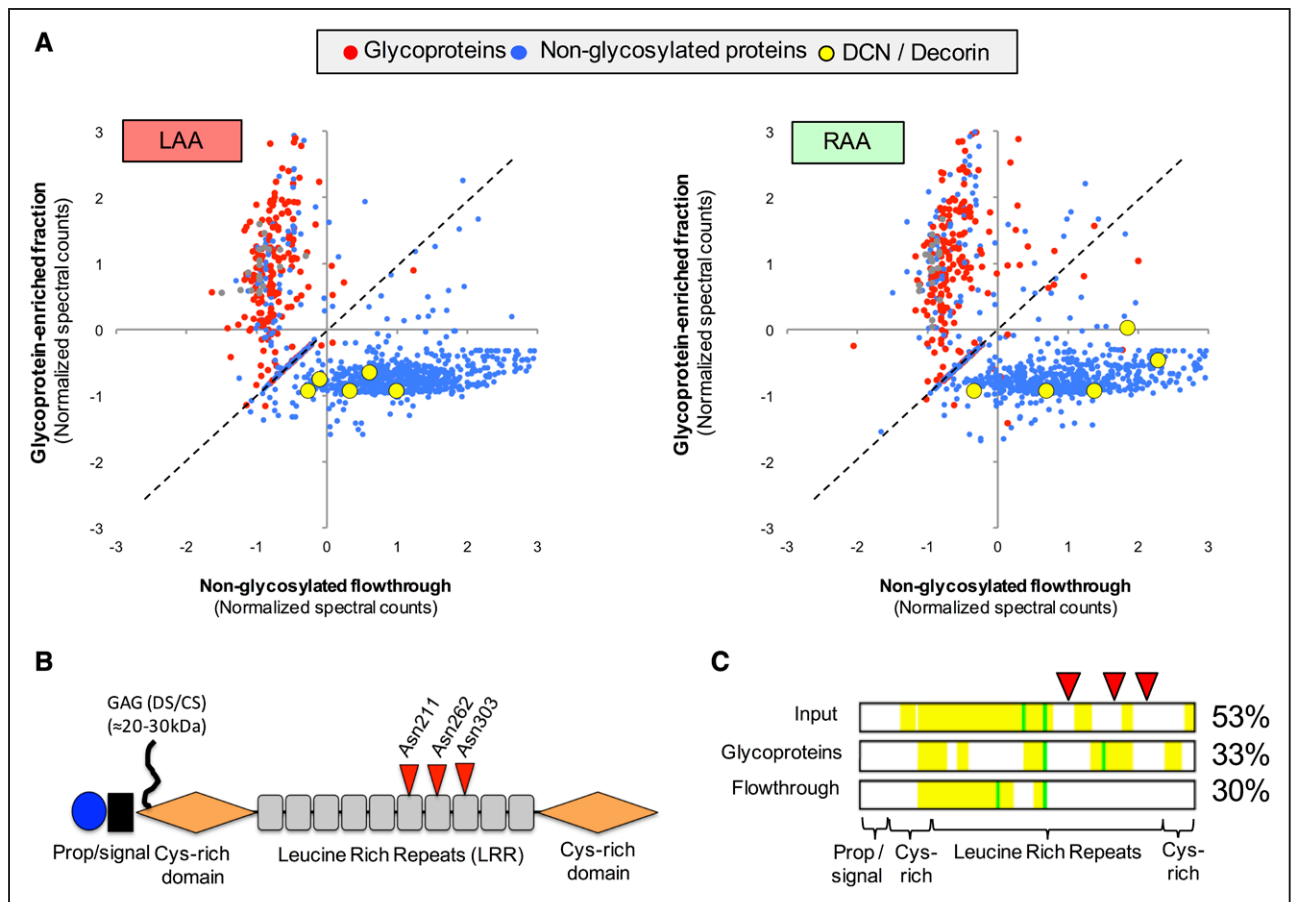 A
Glycoproteins Non-glycosylated proteins DCN / Decorin
LAA
Glycoprotein-enriched fraction
(Normalized spectral counts)
3
2
1
0
-1
-2
-3
-3 -2 -1 0 1 2 3
Non-glycosylated flowthrough
(Normalized spectral counts)
RAA
Glycoprotein-enriched fraction
(Normalized spectral counts)
3
2
1
0
-1
-2
-3
-3 -2 -1 0 1 2 3
Non-glycosylated flowthrough
(Normalized spectral counts)
B
GAG (DS/CS)
(≈20-30kDa)
Asn211
Asn262
Asn303
Prop/signal
Cys-rich
domain
Leucine Rich Repeats (LRR)
Cys-rich
domain
C
Input 53%
Glycoproteins 33%
Flowthrough 30%
Prop /
signal
Cys-
rich
Leucine Rich Repeats
Cys-
rich